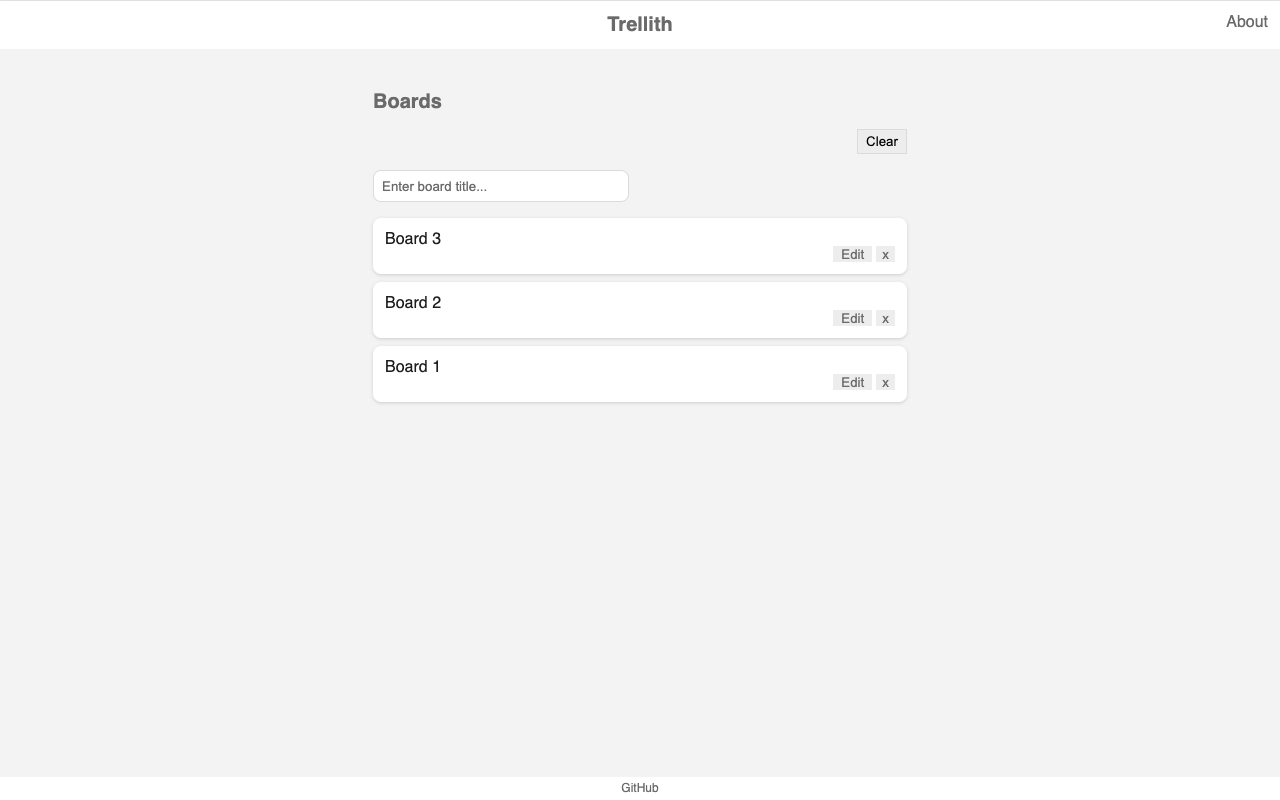 Trellith
About
Boards
Clear
Enter board title...
Board 3
Edit x
Board 2
Edit x
Board 1
Edit x
GitHub